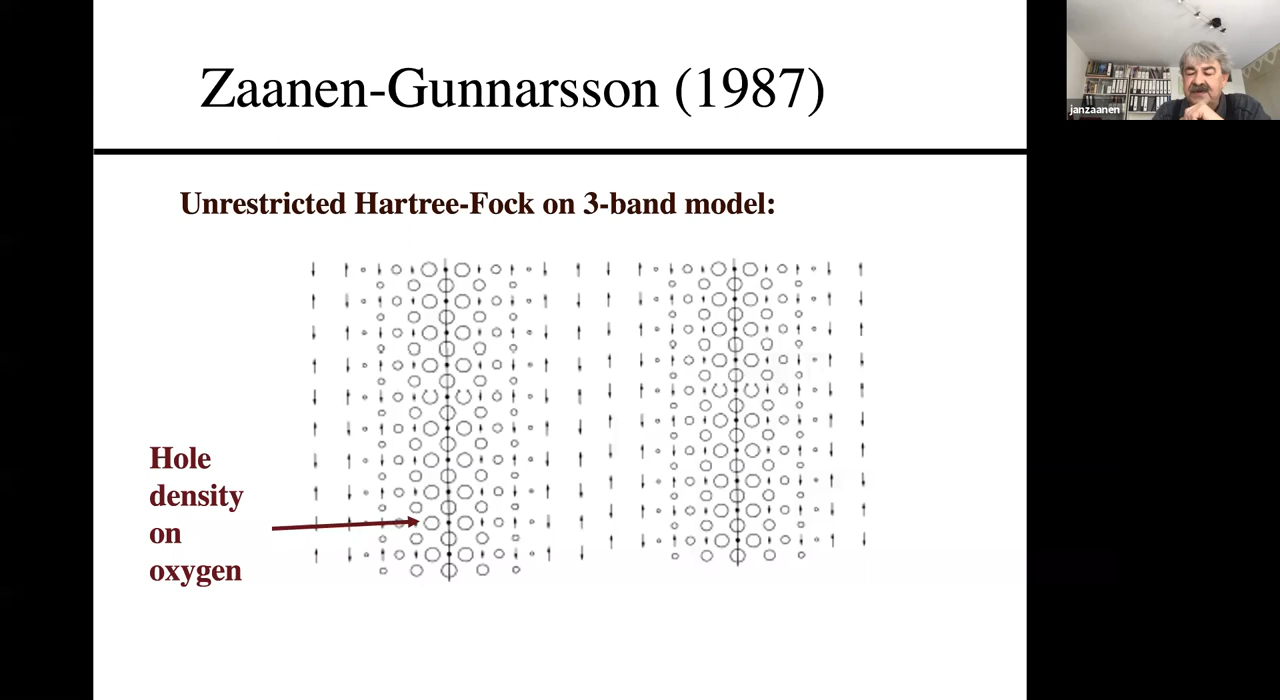 Zaanen-Gunnarsson (1987)
janzaanen
Unrestricted Hartree-Fock on 3-band model:
Hole
density
on
oxygen